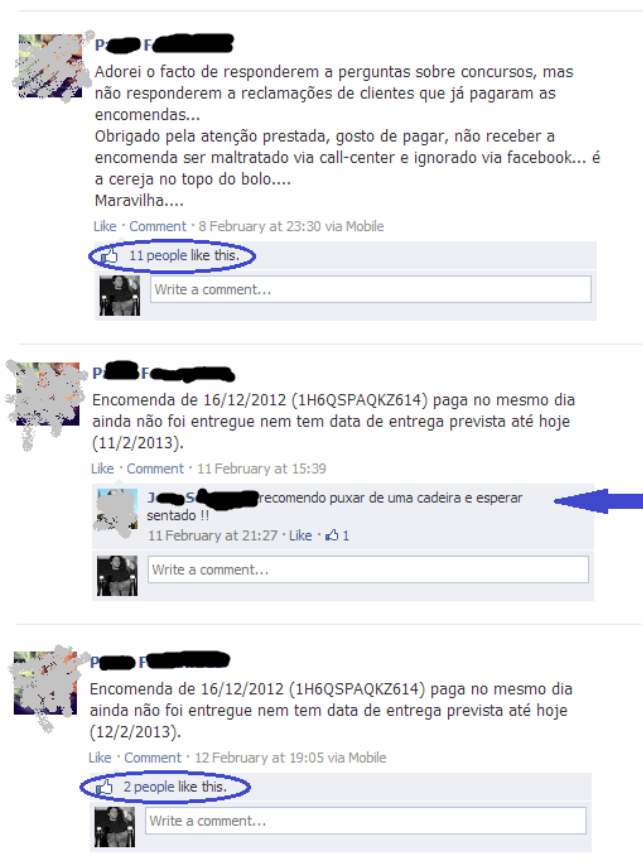 P F
Adorei o facto de responderem a perguntas sobre concursos, mas
não responderem a reclamações de clientes que já pagaram as
encomendas...
Obrigado pela atenção prestada, gosto de pagar, não receber a
encomenda ser maltratado via call-center e ignorado via facebook... é
a cereja no topo do bolo....
Maravilha....
Like · Comment · 8 February at 23:30 via Mobile
11 people like this.
Write a comment...
P F
Encomenda de 16/12/2012 (1H6QSPAQKZ614) paga no mesmo dia
ainda não foi entregue nem tem data de entrega prevista até hoje
(11/2/2013).
Like · Comment · 11 February at 15:39
J S recomendo puxar de uma cadeira e esperar
sentado !!
11 February at 21:27 · Like · 1
Write a comment...
P F
Encomenda de 16/12/2012 (1H6QSPAQKZ614) paga no mesmo dia
ainda não foi entregue nem tem data de entrega prevista até hoje
(12/2/2013).
Like · Comment · 12 February at 19:05 via Mobile
2 people like this.
Write a comment...